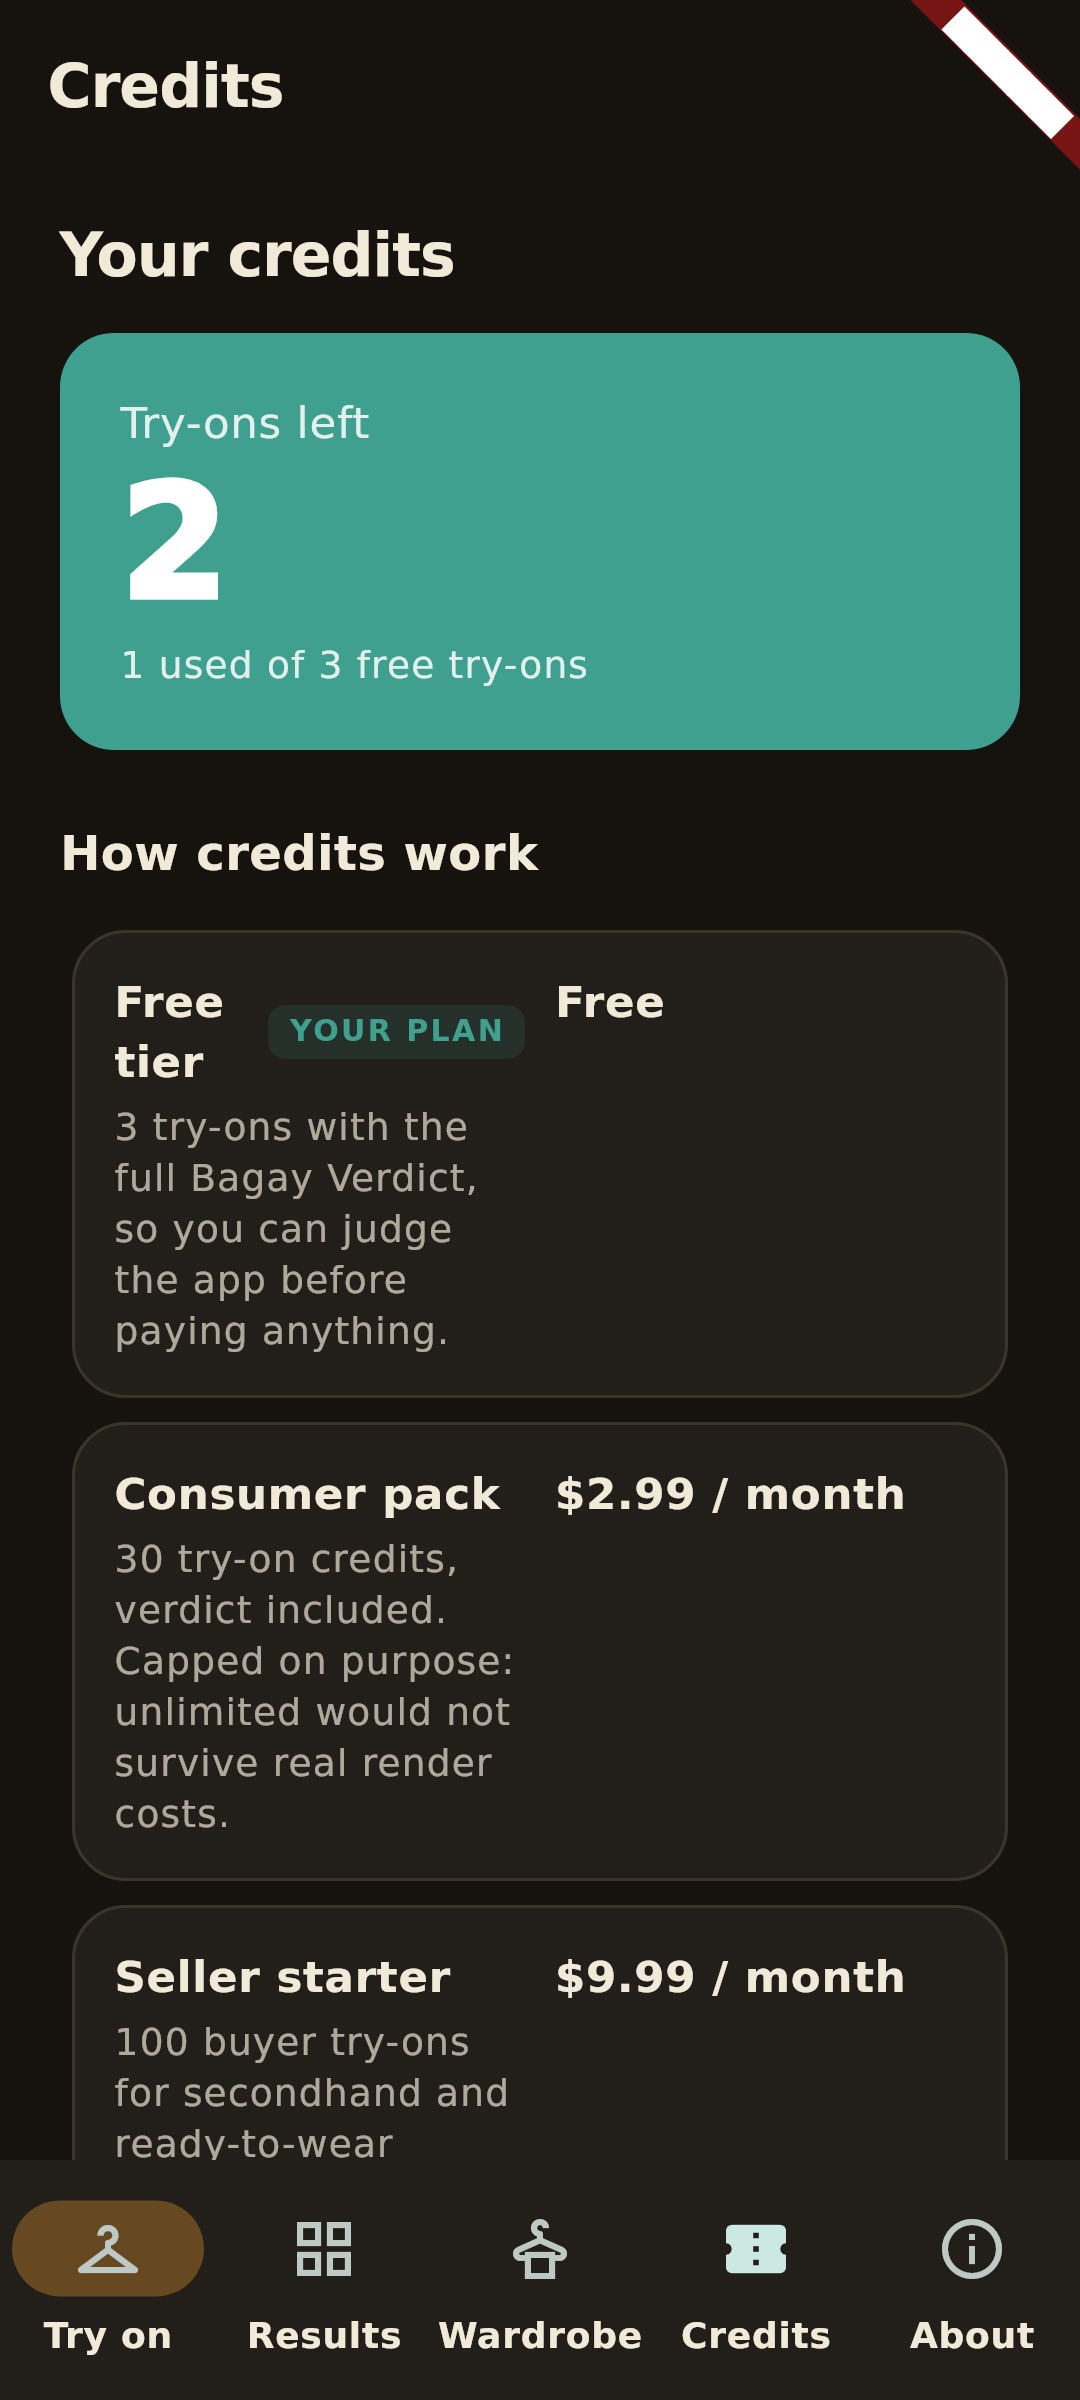 Credits
Your credits
Try-ons left
2
1 used of 3 free try-ons
How credits work
Free tier
YOUR PLAN
Free
3 try-ons with the
full Bagay Verdict,
so you can judge
the app before
paying anything.
Consumer pack
$2.99 / month
30 try-on credits,
verdict included.
Capped on purpose:
unlimited would not
survive real render
costs.
Seller starter
$9.99 / month
100 buyer try-ons
for secondhand and
ready-to-wear
Try on
Results
Wardrobe
Credits
About